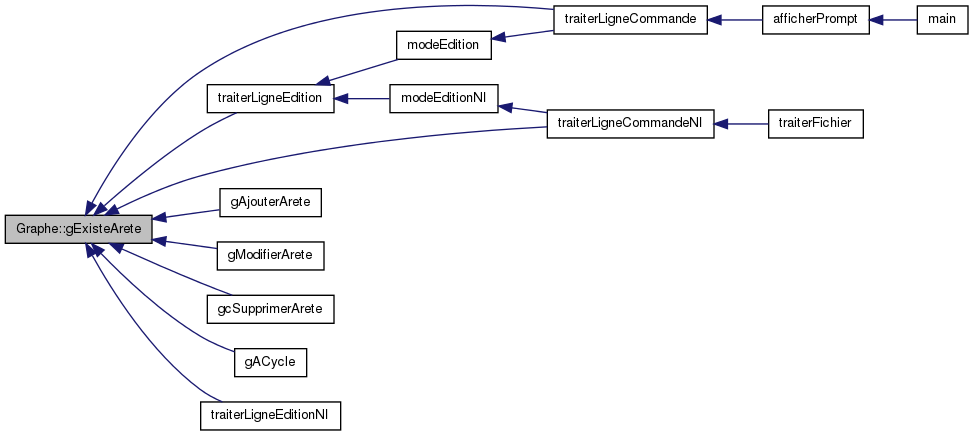 traiterLigneCommande
afficherPrompt
main
modeEdition
traiterLigneEdition
modeEditionNI
traiterLigneCommandeNI
traiterFichier
gAjouterArete
Graphe::gExisteArete
gModifierArete
gcSupprimerArete
gACycle
traiterLigneEditionNI